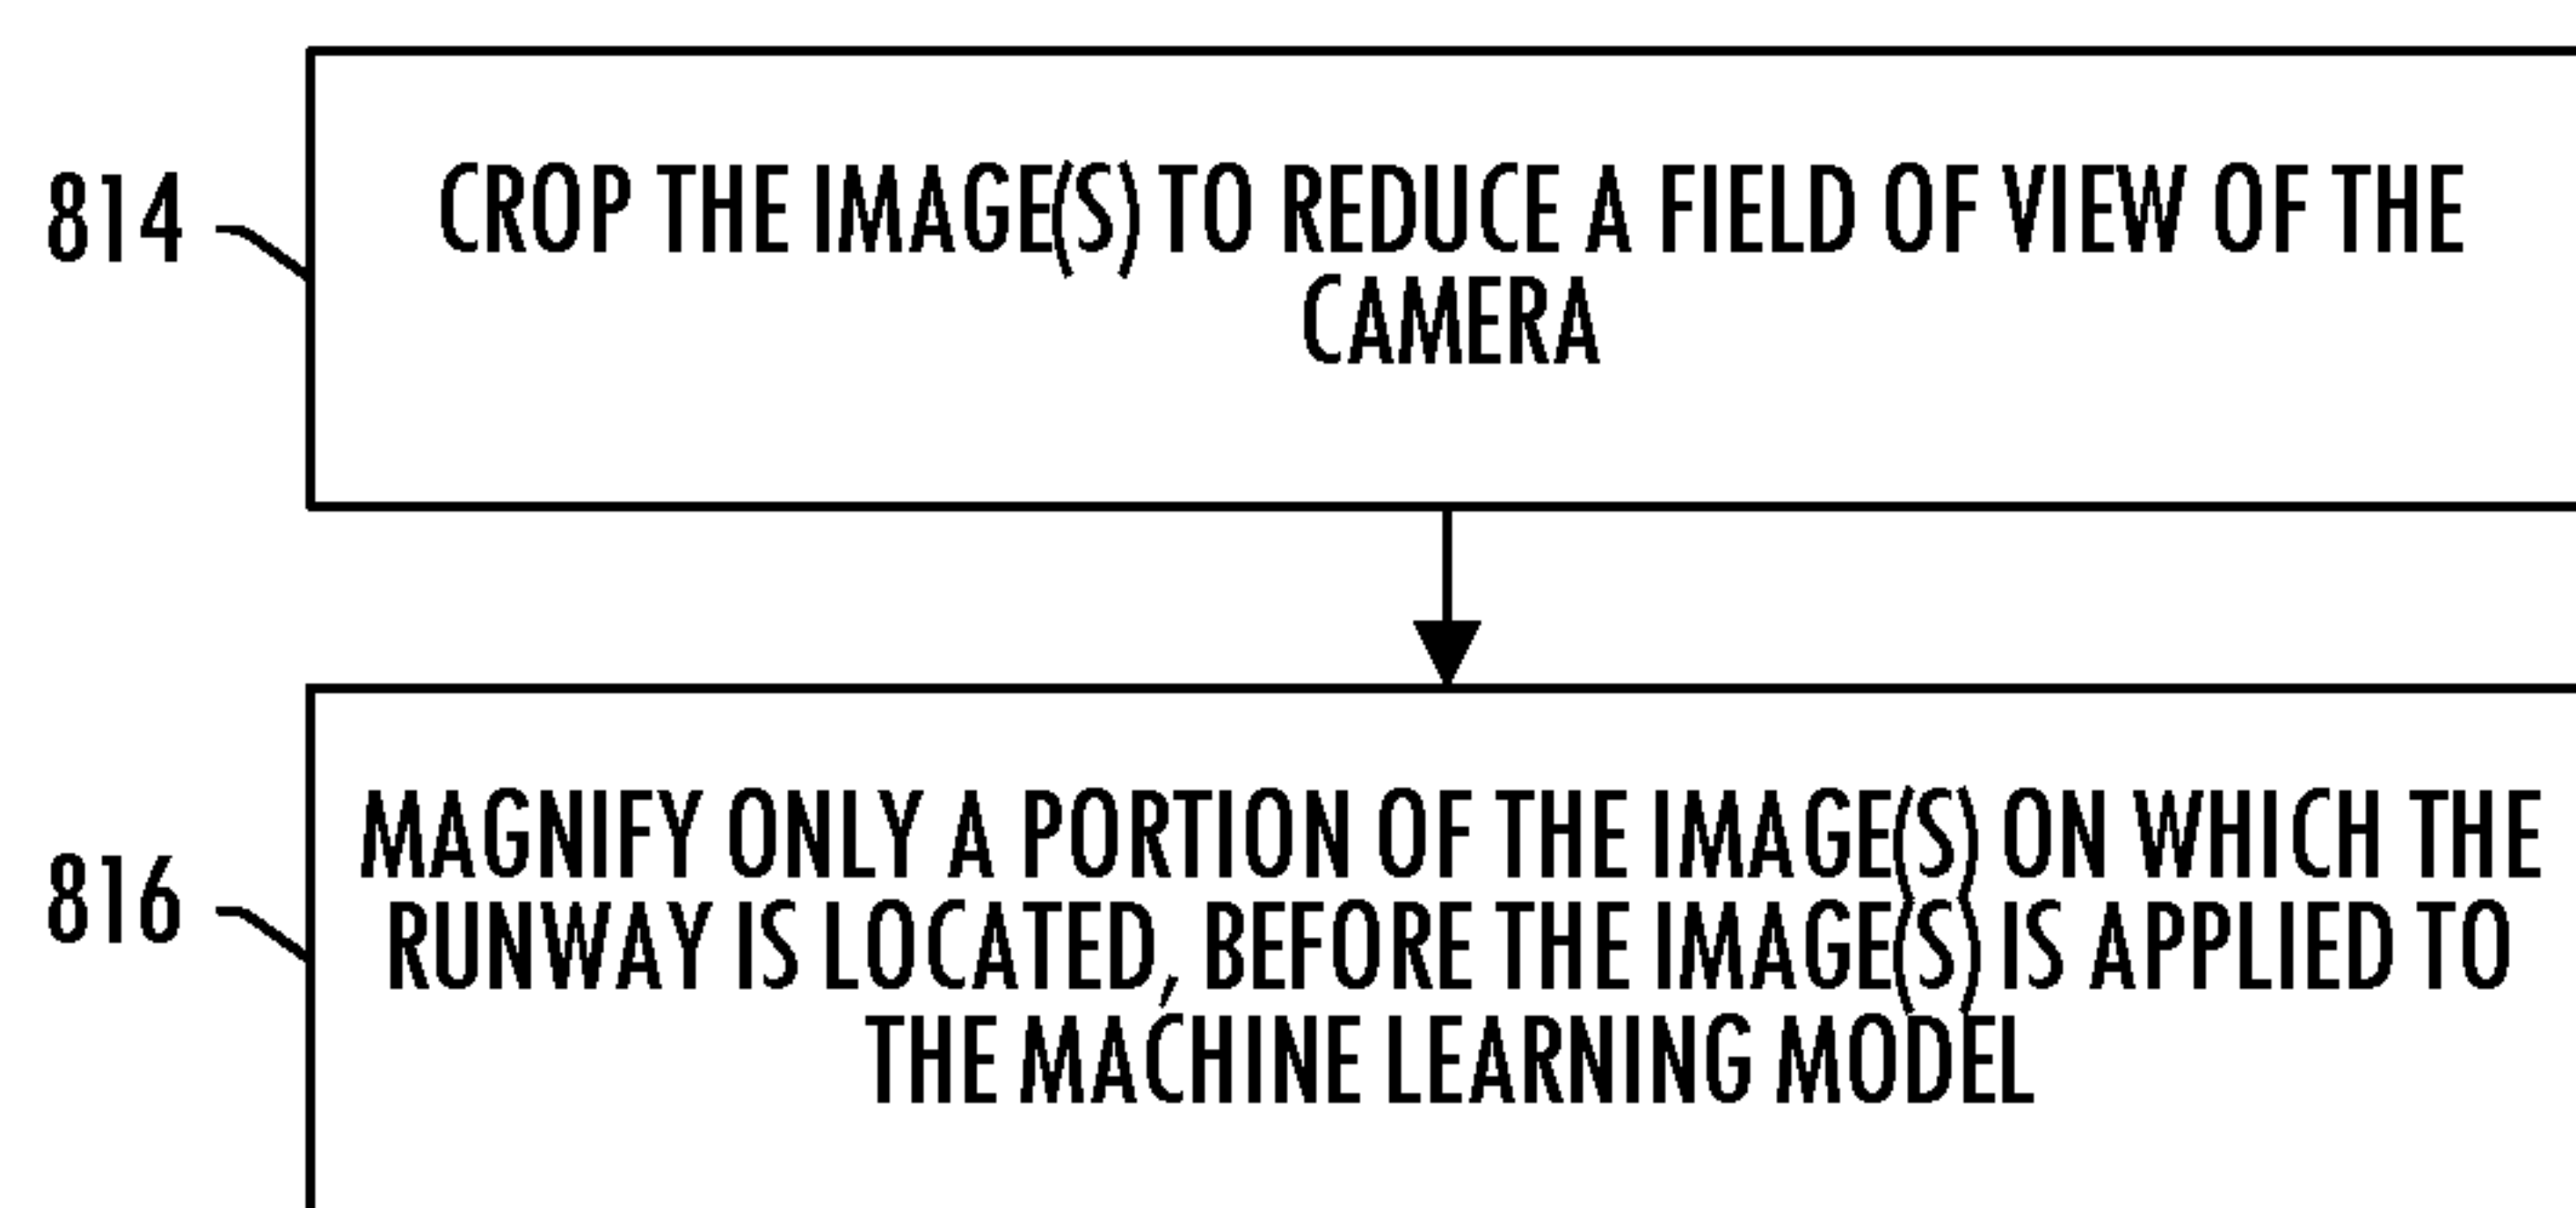 814
CROP THE IMAGE(S) TO REDUCE A FIELD OF VIEW OF THE
CAMERA
816
MAGNIFY ONLY A PORTION OF THE IMAGE(S) ON WHICH THE
RUNWAY IS LOCATED, BEFORE THE IMAGE(S) IS APPLIED TO
THE MACHINE LEARNING MODEL